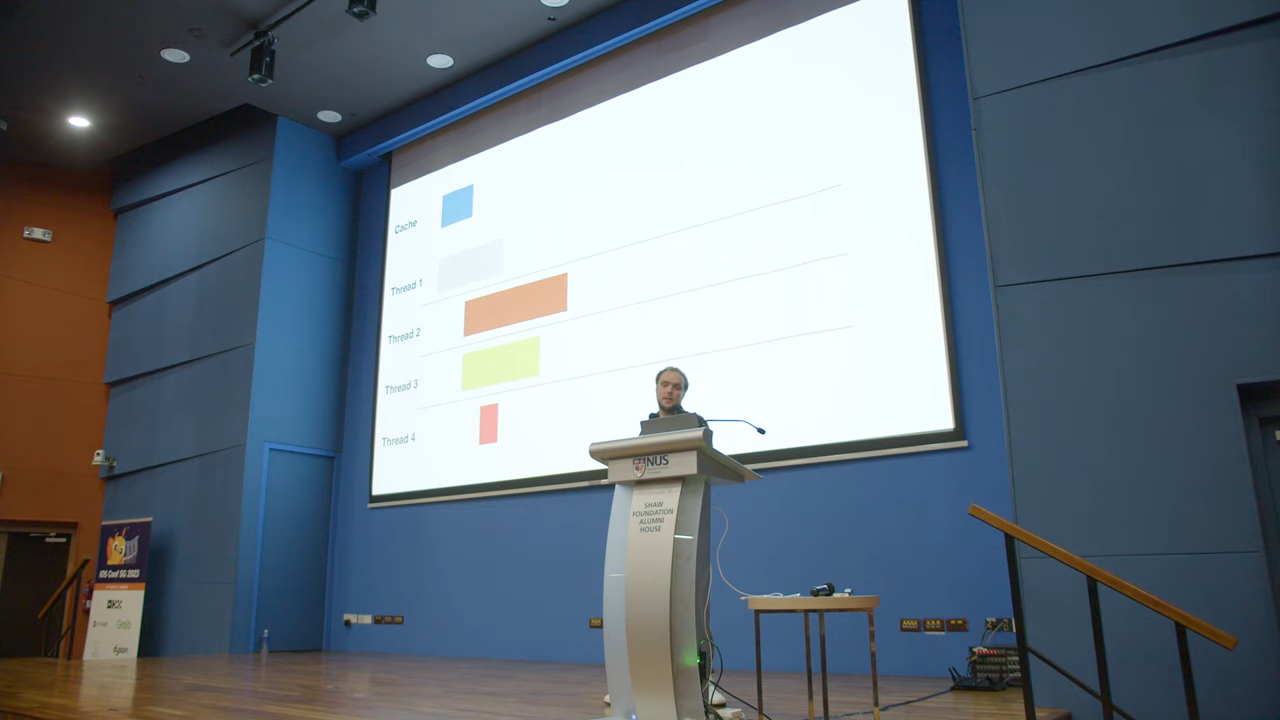 Cache
Thread 1
Thread 2
Thread 3
Thread 4
NUS
SHAW
FOUNDATION
ALUMNI
HOUSE
iOS Conf SG 2023
Grab
dyson